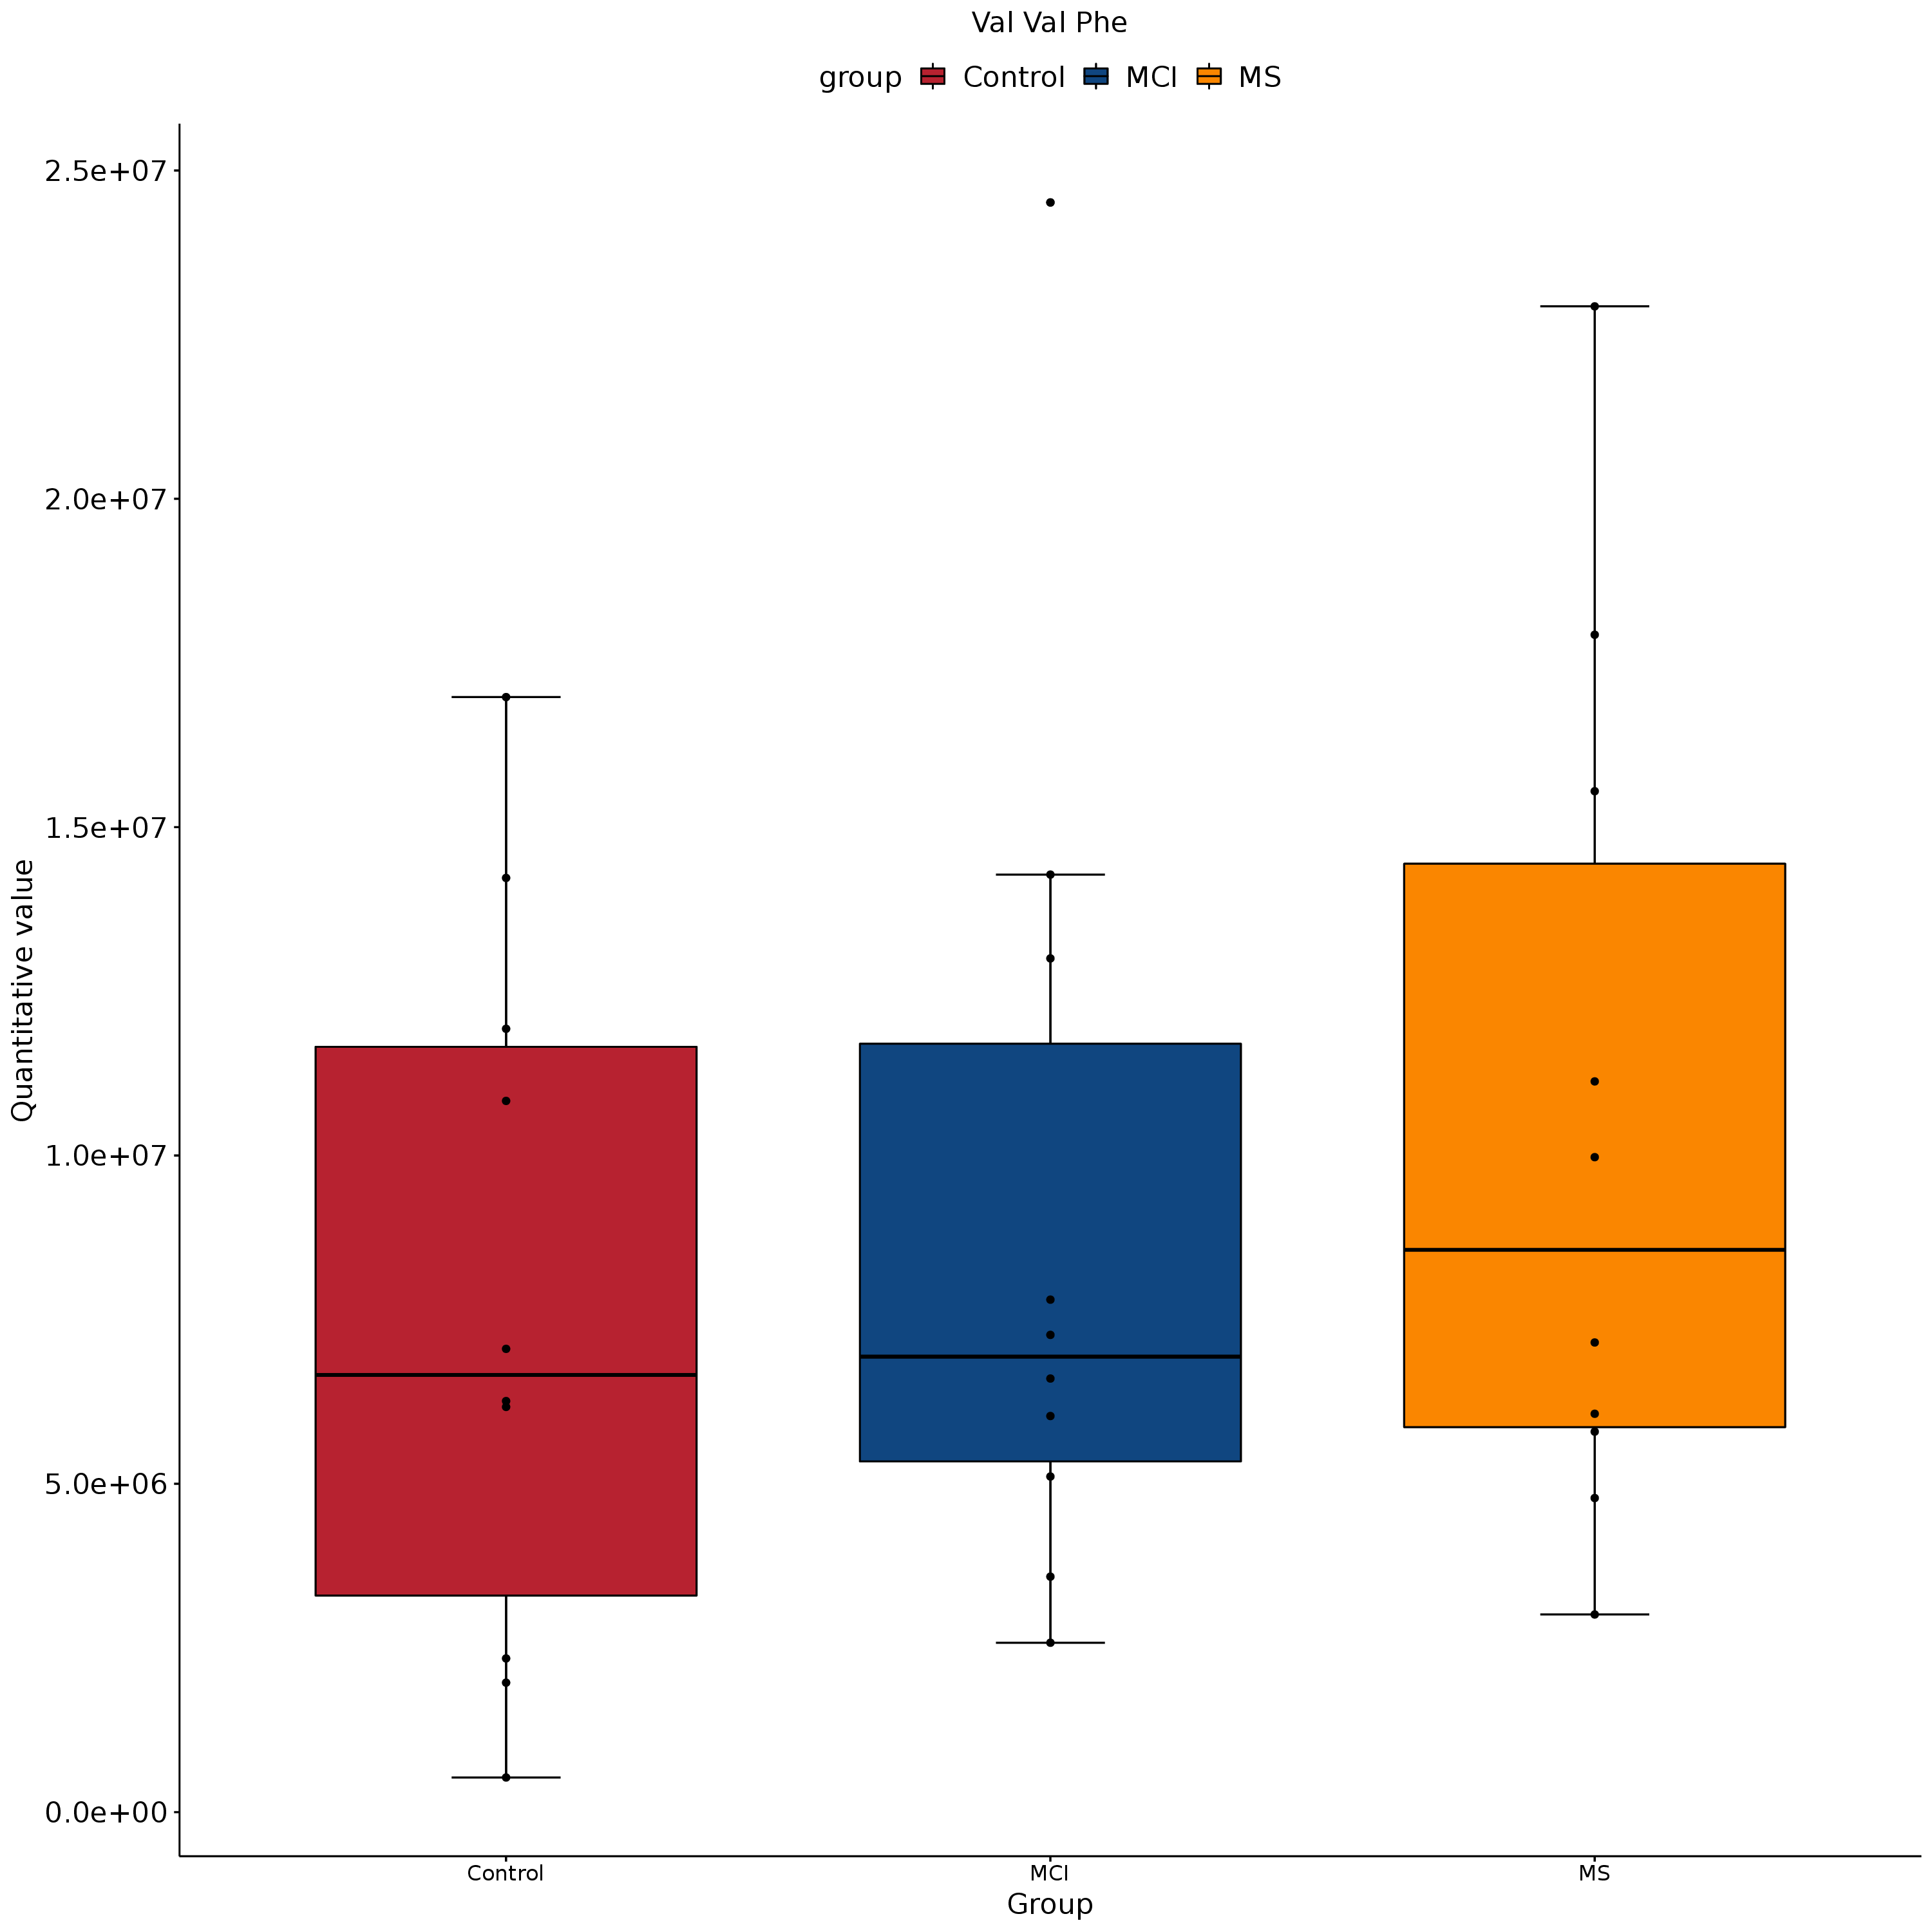 Val Val Phe
group Control MCI MS
2.5e+07
2.0e+07
1.5e+07
1.0e+07
5.0e+06
0.0e+00
Quantitative value
Control MCI MS
Group